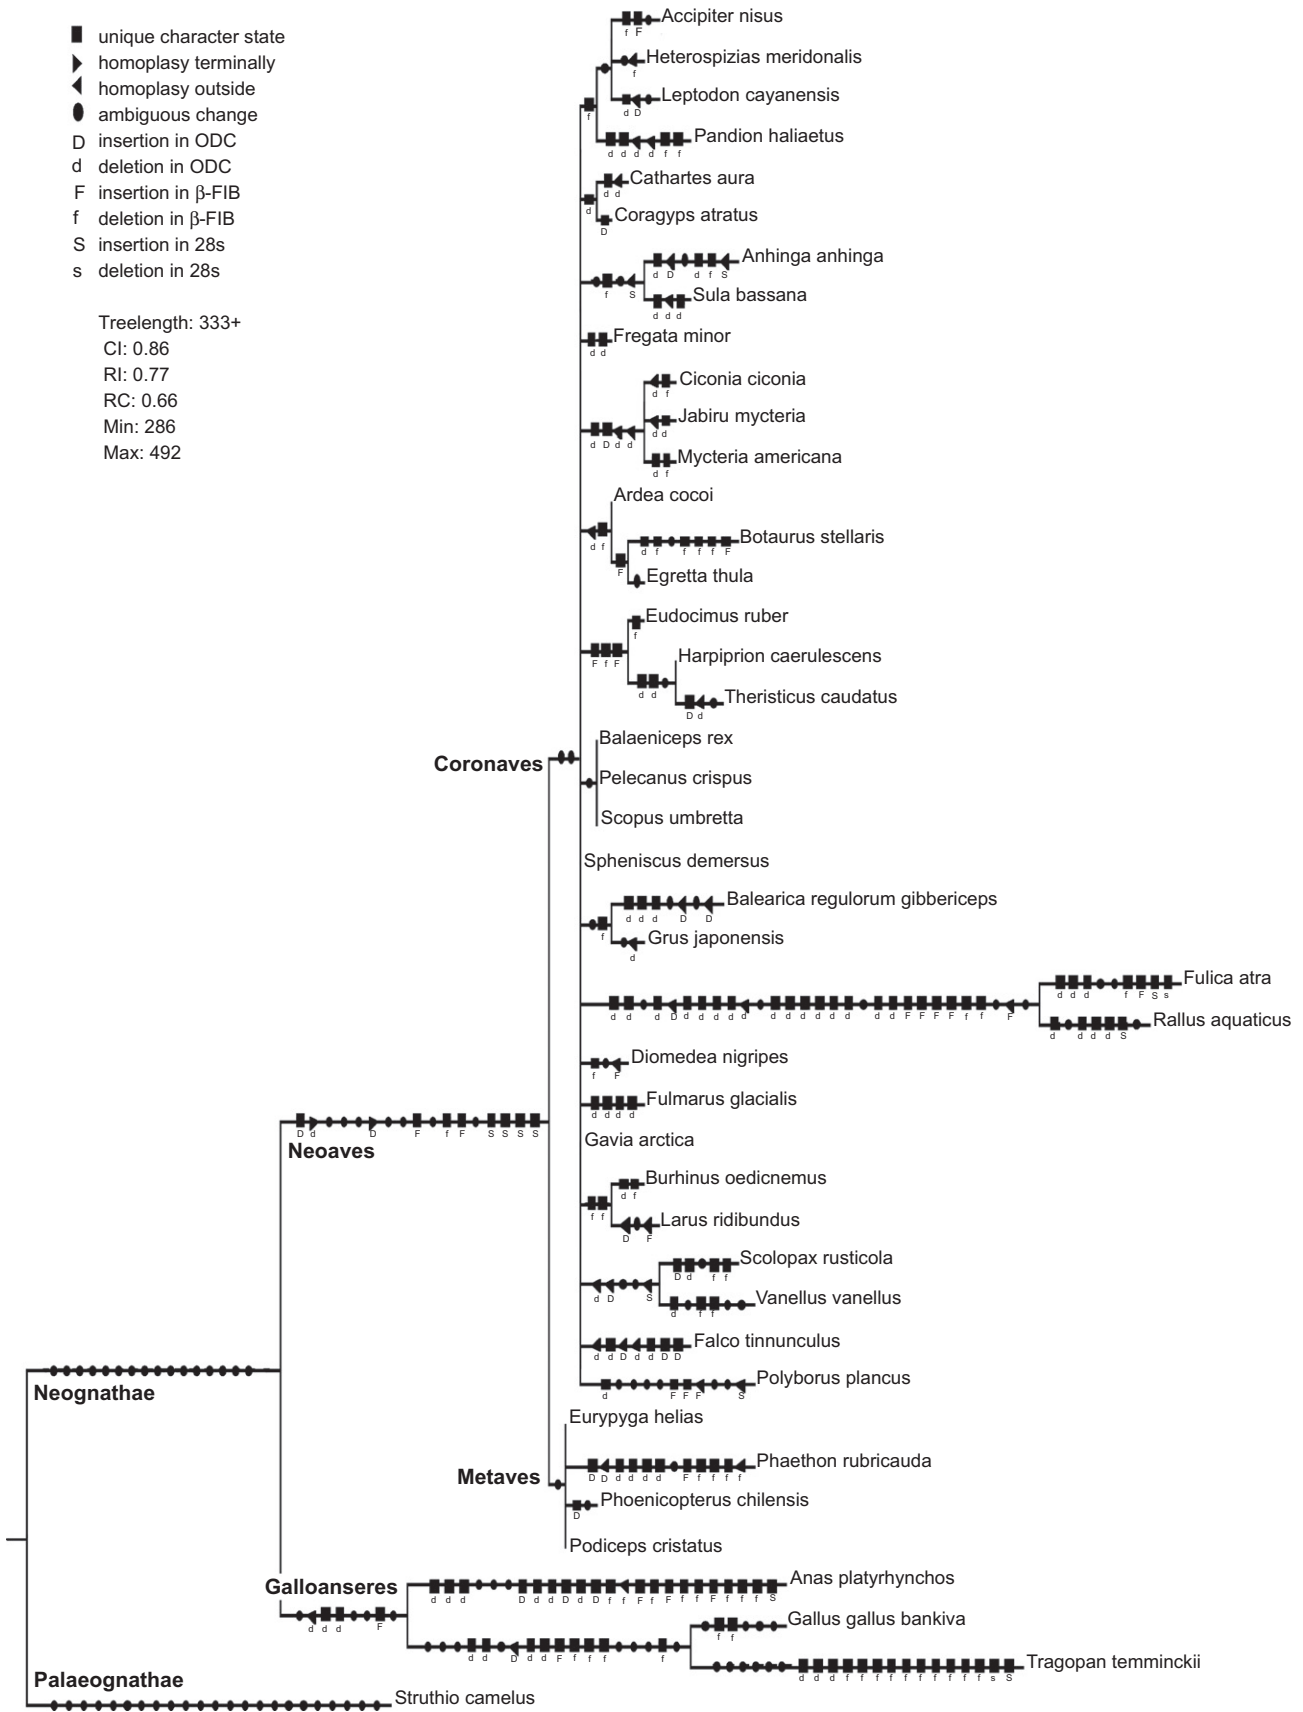 unique character state
homoplasy terminally
homoplasy outside
ambiguous change
D insertion in ODC
d deletion in ODC
F insertion in β-FIB
f deletion in β-FIB
S insertion in 28s
s deletion in 28s
Treelength: 333+
CI: 0.86
RI: 0.77
RC: 0.66
Min: 286
Max: 492
Accipiter nisus
f F
Heterospizias meridonalis
f
Leptodon cayanensis
d D
f
Pandion haliaetus
d d d d f f
Cathartes aura
d d
d
Coragyps atratus
D
Anhinga anhinga
d D d f S
f S
Sula bassana
d d d
Fregata minor
d d
Ciconia ciconia
d f
Jabiru mycteria
d d
d D d d
Mycteria americana
d f
Ardea cocoi
d f
Botaurus stellaris
d f f f f F
F
Egretta thula
Eudocimus ruber
f
F f F
Harpiprion caerulescens
d d
Theristicus caudatus
D d
Balaeniceps rex
Coronaves
Pelecanus crispus
Scopus umbretta
Spheniscus demersus
Balearica regulorum gibbericeps
d d d D D
f
Grus japonensis
d
Fulica atra
d d d f F S s
d d d D d d d d d d d d d d d d d F F F F f f F
Rallus aquaticus
d d d d S
Diomedea nigripes
f F
Fulmarus glacialis
d d d d
D d D F f F S S S S
Neoaves
Gavia arctica
Burhinus oedicnemus
d f
f f
Larus ridibundus
D F
Scolopax rusticola
D d f f
d D S
Vanellus vanellus
d f f
Falco tinnunculus
d d D d d D D
Polyborus plancus
d F F F S
Neognathae
Eurypyga helias
Phaethon rubricauda
D D d d d d F f f f f
Metaves
Phoenicopterus chilensis
D
Podiceps cristatus
Galloanseres
Anas platyrhynchos
d d d D d d D d D f f F f F f f F f f f S
d d d F
Gallus gallus bankiva
f f
d d D d d F f f f f
Tragopan temminckii
d d d f f f f f f f f f f s S
Palaeognathae
Struthio camelus